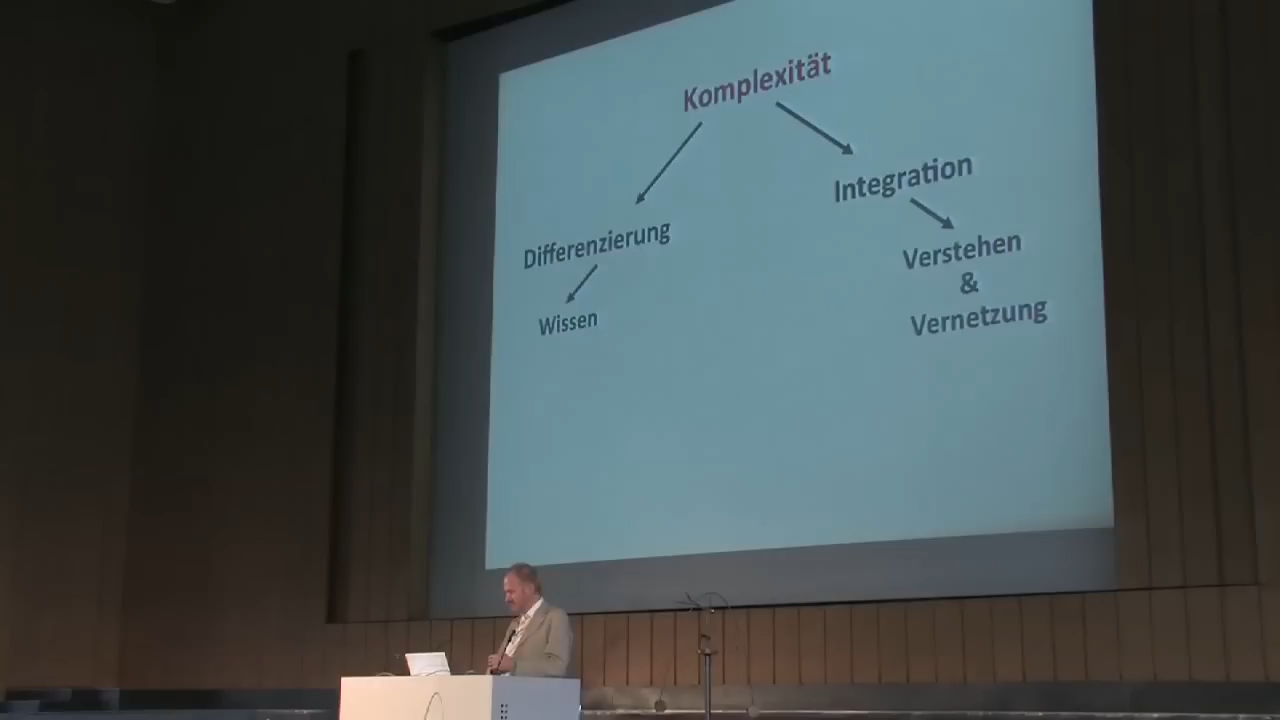 Komplexität
Integration
Differenzierung
Verstehen
&
Vernetzung
Wissen